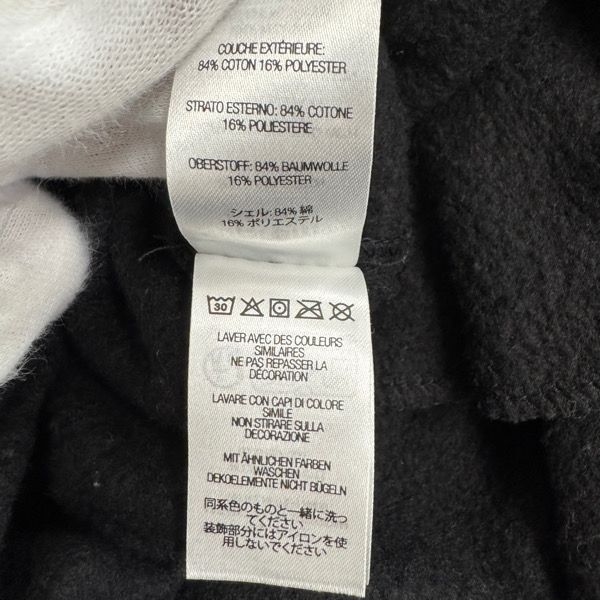 COUCHE EXTÉRIEURE:
84% COTON 16% POLYESTER
STRATO ESTERNO: 84% COTONE
16% POLIESTERE
OBERSTOFF: 84% BAUMWOLLE
16% POLYESTER
シェル: 84% 綿
16% ポリエステル
30
LAVER AVEC DES COULEURS
SIMILAIRES
NE PAS REPASSER LA
DÉCORATION
LAVARE CON CAPI DI COLORE
SIMILE
NON STIRARE SULLA
DECORAZIONE
MIT ÄHNLICHEN FARBEN
WASCHEN
DEKOELEMENTE NICHT BÜGELN
同系色のものと一緒に洗っ
てください
装飾部分にはアイロンを使
用しないでください